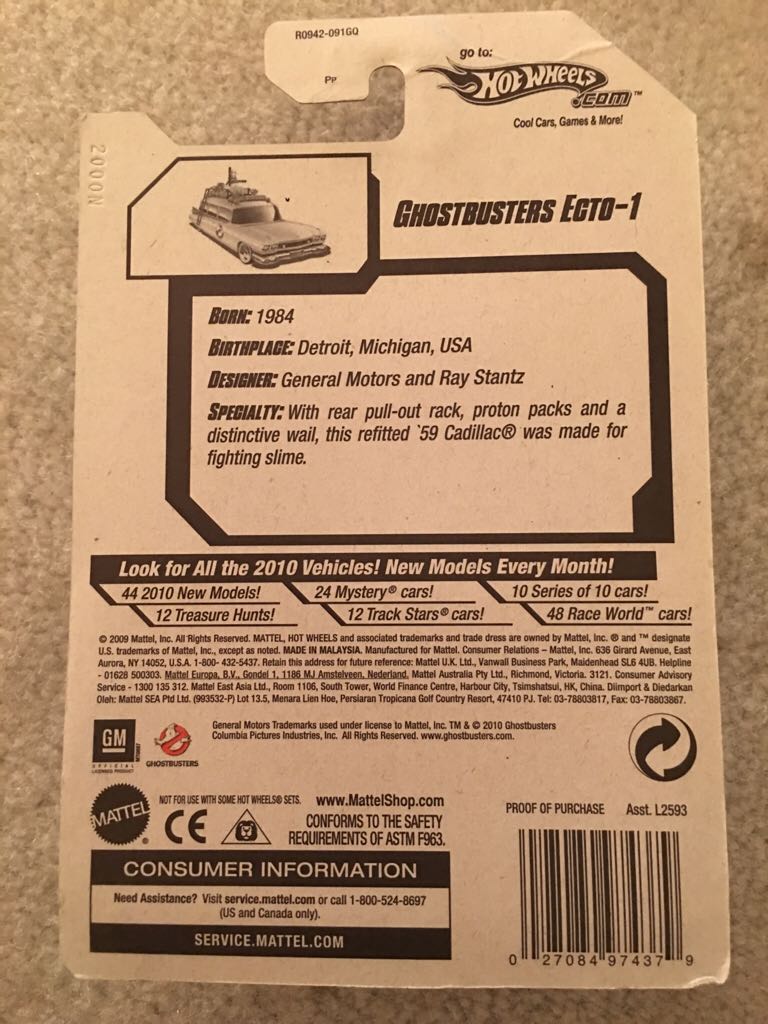 R0942-091GQ
PP
go to:
HOT WHEELS
.COM™
Cool Cars, Games & More!
2000N
GHOSTBUSTERS ECTO-1
BORN: 1984
BIRTHPLACE: Detroit, Michigan, USA
DESIGNER: General Motors and Ray Stantz
SPECIALTY: With rear pull-out rack, proton packs and a
distinctive wail, this refitted `59 Cadillac® was made for
fighting slime.
Look for All the 2010 Vehicles! New Models Every Month!
44 2010 New Models! 24 Mystery® cars! 10 Series of 10 cars!
12 Treasure Hunts! 12 Track Stars® cars! 48 Race World™ cars!
© 2009 Mattel, Inc. All Rights Reserved. MATTEL, HOT WHEELS and associated trademarks and trade dress are owned by Mattel, Inc. ® and ™ designate
U.S. trademarks of Mattel, Inc., except as noted. MADE IN MALAYSIA. Manufactured for Mattel. Consumer Relations – Mattel, Inc. 636 Girard Avenue, East
Aurora, NY 14052, U.S.A. 1-800- 432-5437. Retain this address for future reference: Mattel U.K. Ltd., Vanwall Business Park, Maidenhead SL6 4UB. Helpline
- 01628 500303. Mattel Europa, B.V., Gondel 1, 1186 MJ Amstelveen, Nederland. Mattel Australia Pty Ltd., Richmond, Victoria. 3121. Consumer Advisory
Service - 1300 135 312. Mattel East Asia Ltd., Room 1106, South Tower, World Finance Centre, Harbour City, Tsimshatsui, HK, China. Diimport & Diedarkan
Oleh: Mattel SEA Ptd Ltd. (993532-P) Lot 13.5, Menara Lien Hoe, Persiaran Tropicana Golf Country Resort, 47410 PJ. Tel: 03-78803817, Fax: 03-78803867.
General Motors Trademarks used under license to Mattel, Inc. TM & © 2010 Ghostbusters
Columbia Pictures Industries, Inc. All Rights Reserved. www.ghostbusters.com.
GM
OFFICIAL
LICENSED PRODUCT
GHOSTBUSTERS
MATTEL
NOT FOR USE WITH SOME HOT WHEELS® SETS. www.MattelShop.com
CE
CONFORMS TO THE SAFETY
REQUIREMENTS OF ASTM F963.
PROOF OF PURCHASE Asst. L2593
CONSUMER INFORMATION
Need Assistance? Visit service.mattel.com or call 1-800-524-8697
(US and Canada only).
SERVICE.MATTEL.COM
0 27084 97437 9